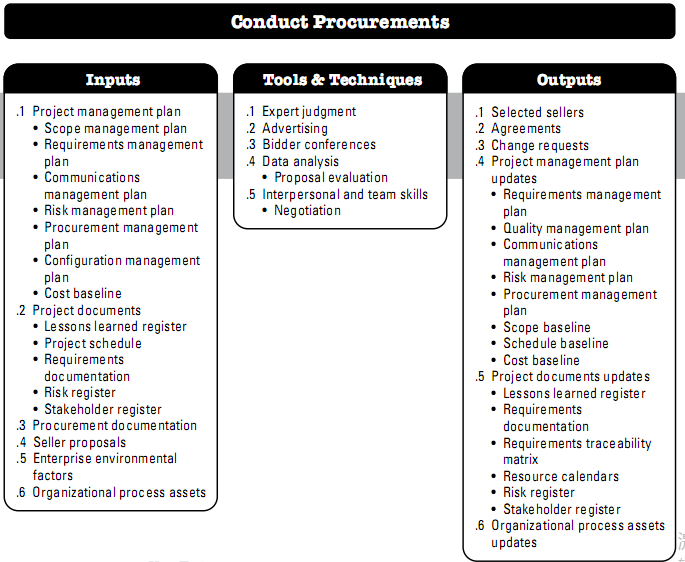 Conduct Procurements
Inputs
.1 Project management plan
• Scope management plan
• Requirements management
plan
• Communications
management plan
• Risk management plan
• Procurement management
plan
• Configuration management
plan
• Cost baseline
.2 Project documents
• Lessons learned register
• Project schedule
• Requirements
documentation
• Risk register
• Stakeholder register
.3 Procurement documentation
.4 Seller proposals
.5 Enterprise environmental
factors
.6 Organizational process assets
Tools & Techniques
.1 Expert judgment
.2 Advertising
.3 Bidder conferences
.4 Data analysis
• Proposal evaluation
.5 Interpersonal and team skills
• Negotiation
Outputs
.1 Selected sellers
.2 Agreements
.3 Change requests
.4 Project management plan
updates
• Requirements management
plan
• Quality management plan
• Communications
management plan
• Risk management plan
• Procurement management
plan
• Scope baseline
• Schedule baseline
• Cost baseline
.5 Project documents updates
• Lessons learned register
• Requirements
documentation
• Requirements traceability
matrix
• Resource calendars
• Risk register
• Stakeholder register
.6 Organizational process assets
updates